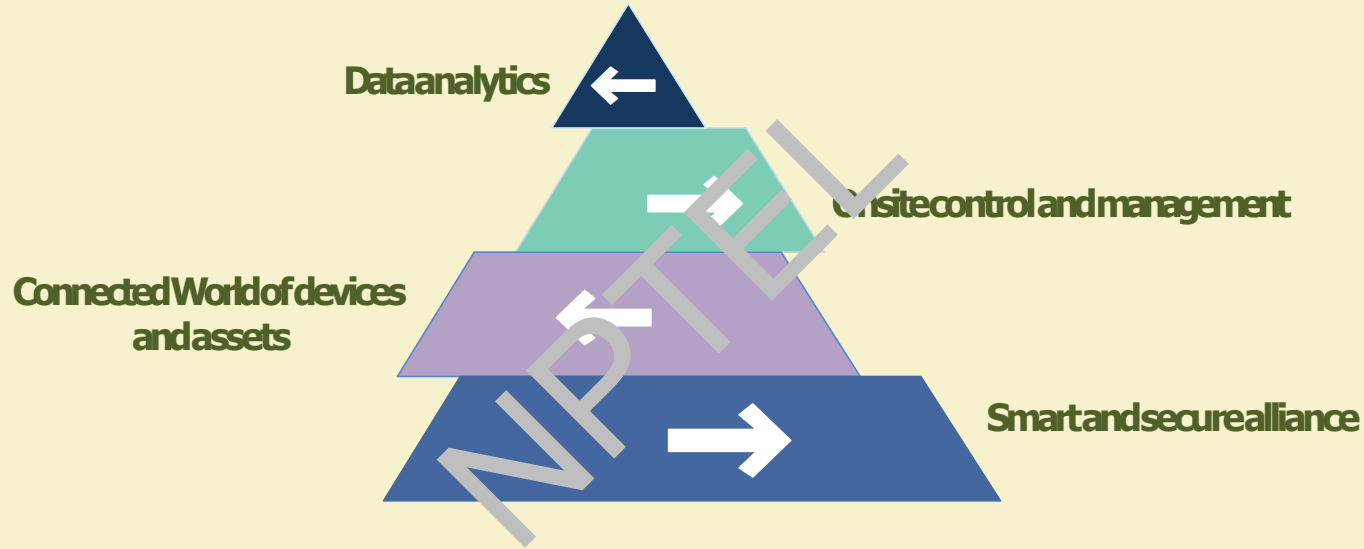 Data analytics
Onsite control and management
Connected World of devices
and assets
Smart and secure alliance
NPTEL